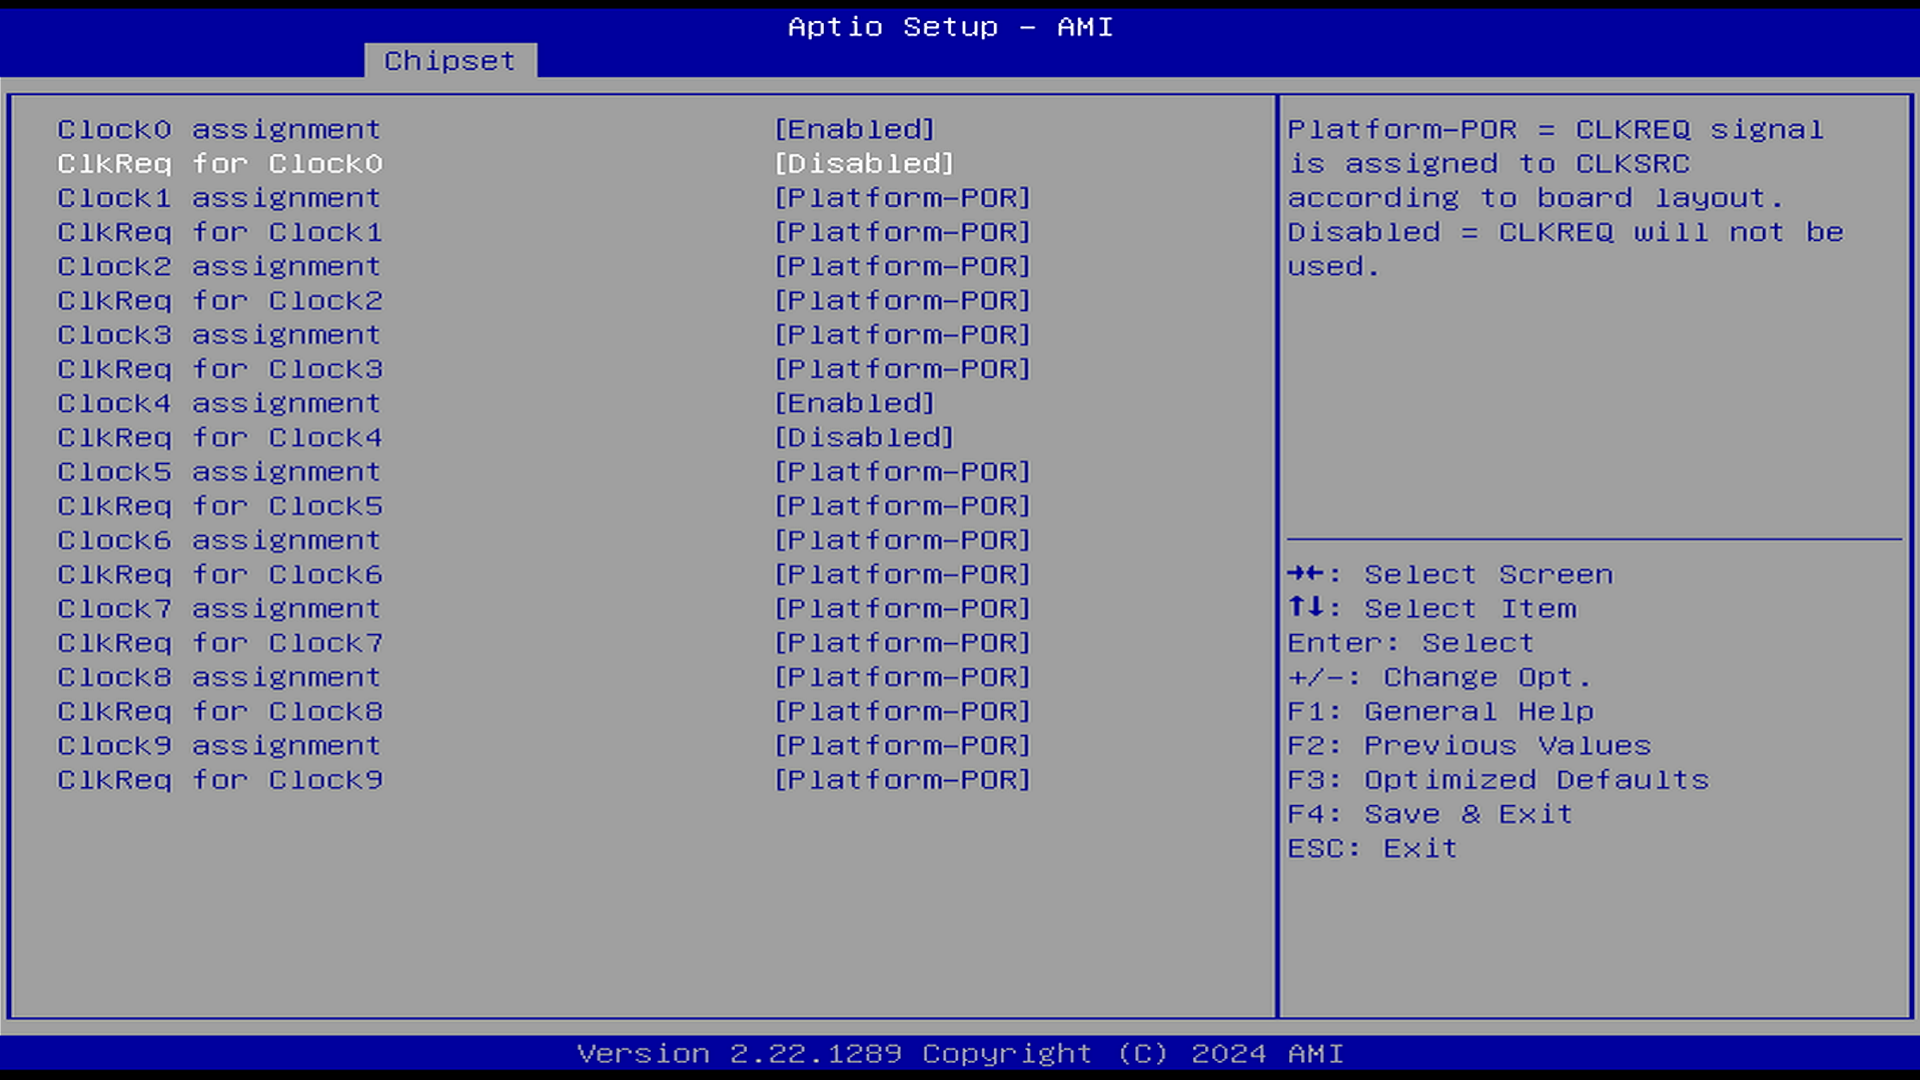 Aptio Setup - AMI
Chipset
Clock0 assignment [Enabled]
ClkReq for Clock0 [Disabled]
Clock1 assignment [Platform-POR]
ClkReq for Clock1 [Platform-POR]
Clock2 assignment [Platform-POR]
ClkReq for Clock2 [Platform-POR]
Clock3 assignment [Platform-POR]
ClkReq for Clock3 [Platform-POR]
Clock4 assignment [Enabled]
ClkReq for Clock4 [Disabled]
Clock5 assignment [Platform-POR]
ClkReq for Clock5 [Platform-POR]
Clock6 assignment [Platform-POR]
ClkReq for Clock6 [Platform-POR]
Clock7 assignment [Platform-POR]
ClkReq for Clock7 [Platform-POR]
Clock8 assignment [Platform-POR]
ClkReq for Clock8 [Platform-POR]
Clock9 assignment [Platform-POR]
ClkReq for Clock9 [Platform-POR]
Platform-POR = CLKREQ signal
is assigned to CLKSRC
according to board layout.
Disabled = CLKREQ will not be
used.
→←: Select Screen
↑↓: Select Item
Enter: Select
+/-: Change Opt.
F1: General Help
F2: Previous Values
F3: Optimized Defaults
F4: Save & Exit
ESC: Exit
Version 2.22.1289 Copyright (C) 2024 AMI